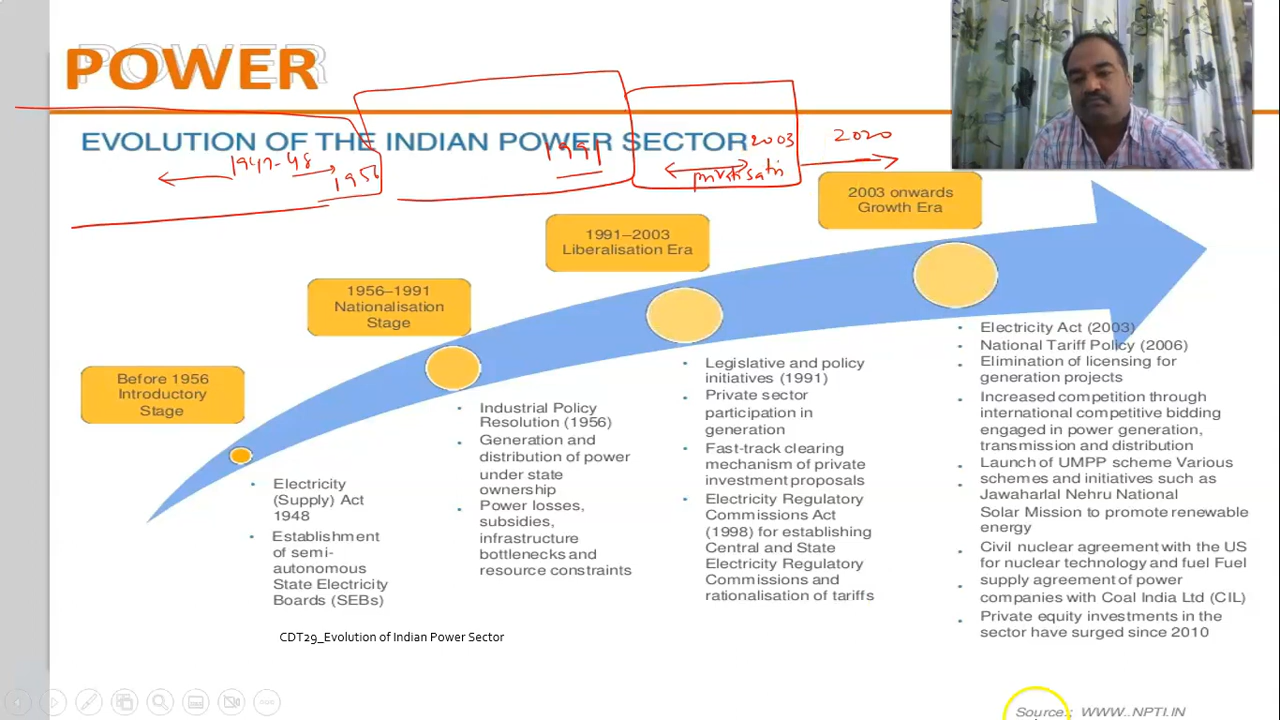 POWER
EVOLUTION OF THE INDIAN POWER SECTOR
1947-48
1956
1991
2003
privatisatin
2020
2003 onwards
Growth Era
1991–2003
Liberalisation Era
1956–1991
Nationalisation
Stage
Before 1956
Introductory
Stage
• Electricity
(Supply) Act
1948
• Establishment
of semi-
autonomous
State Electricity
Boards (SEBs)
• Industrial Policy
Resolution (1956)
• Generation and
distribution of power
under state
ownership
• Power losses,
subsidies,
infrastructure
bottlenecks and
resource constraints
• Legislative and policy
initiatives (1991)
• Private sector
participation in
generation
• Fast-track clearing
mechanism of private
investment proposals
• Electricity Regulatory
Commissions Act
(1998) for establishing
Central and State
Electricity Regulatory
Commissions and
rationalisation of tariffs
• Electricity Act (2003)
• National Tariff Policy (2006)
• Elimination of licensing for
generation projects
• Increased competition through
international competitive bidding
engaged in power generation,
transmission and distribution
• Launch of UMPP scheme Various
• schemes and initiatives such as
Jawaharlal Nehru National
Solar Mission to promote renewable
energy
• Civil nuclear agreement with the US
for nuclear technology and fuel Fuel
• supply agreement of power
companies with Coal India Ltd (CIL)
• Private equity investments in the
sector have surged since 2010
CDT29_Evolution of Indian Power Sector
Source:; WWW..NPTI.IN